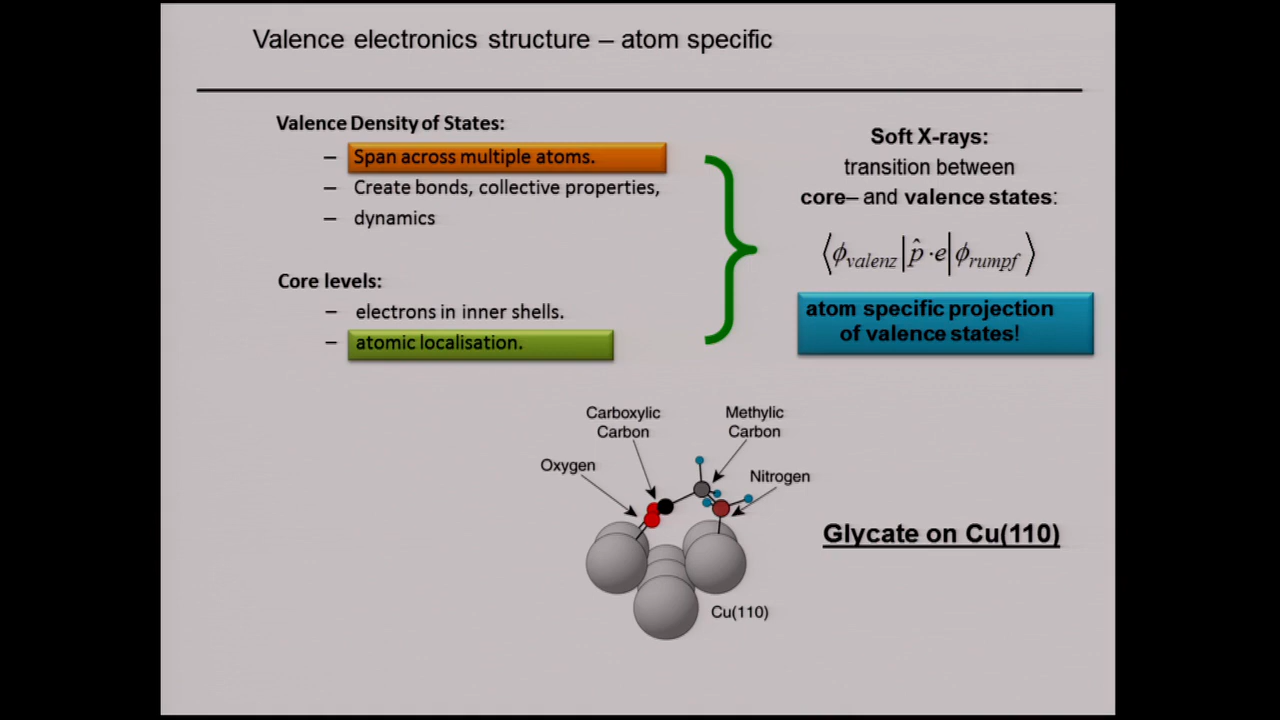 Valence electronics structure – atom specific
Valence Density of States:
– Span across multiple atoms.
– Create bonds, collective properties,
– dynamics
Core levels:
– electrons in inner shells.
– atomic localisation.
Soft X-rays:
transition between
core– and valence states:
⟨ϕvalenz|p̂·e|ϕrumpf⟩
atom specific projection
of valence states!
Carboxylic
Carbon
Methylic
Carbon
Oxygen
Nitrogen
Cu(110)
Glycate on Cu(110)